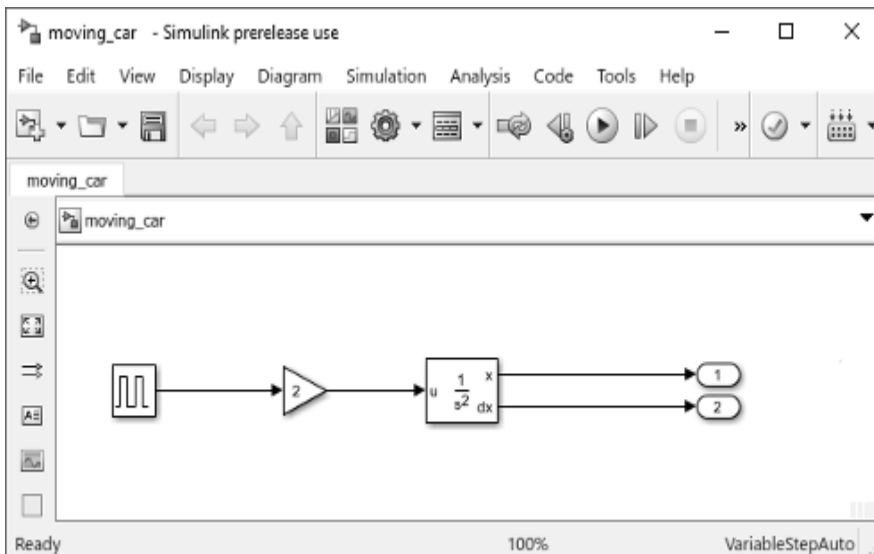 moving_car - Simulink prerelease use
File Edit View Display Diagram Simulation Analysis Code Tools Help
»
moving_car
moving_car
2
u 1/s² x dx
1
2
Ready 100% VariableStepAuto